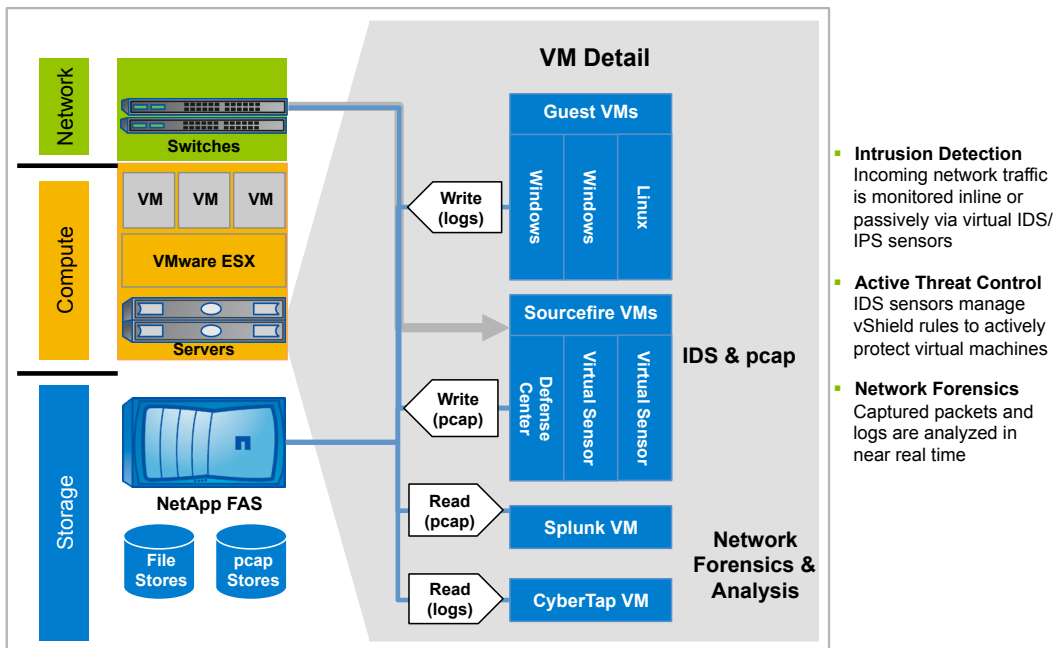 Network
Switches
Compute
VM
VM
VM
VMware ESX
Servers
Storage
NetApp FAS
File
Stores
pcap
Stores
VM Detail
Guest VMs
Windows
Windows
Linux
Write
(logs)
Sourcefire VMs
Defense
Center
Virtual Sensor
Virtual Sensor
IDS & pcap
Write
(pcap)
Read
(pcap)
Splunk VM
Read
(logs)
CyberTap VM
Network
Forensics &
Analysis
▪ Intrusion Detection
Incoming network traffic
is monitored inline or
passively via virtual IDS/
IPS sensors
▪ Active Threat Control
IDS sensors manage
vShield rules to actively
protect virtual machines
▪ Network Forensics
Captured packets and
logs are analyzed in
near real time